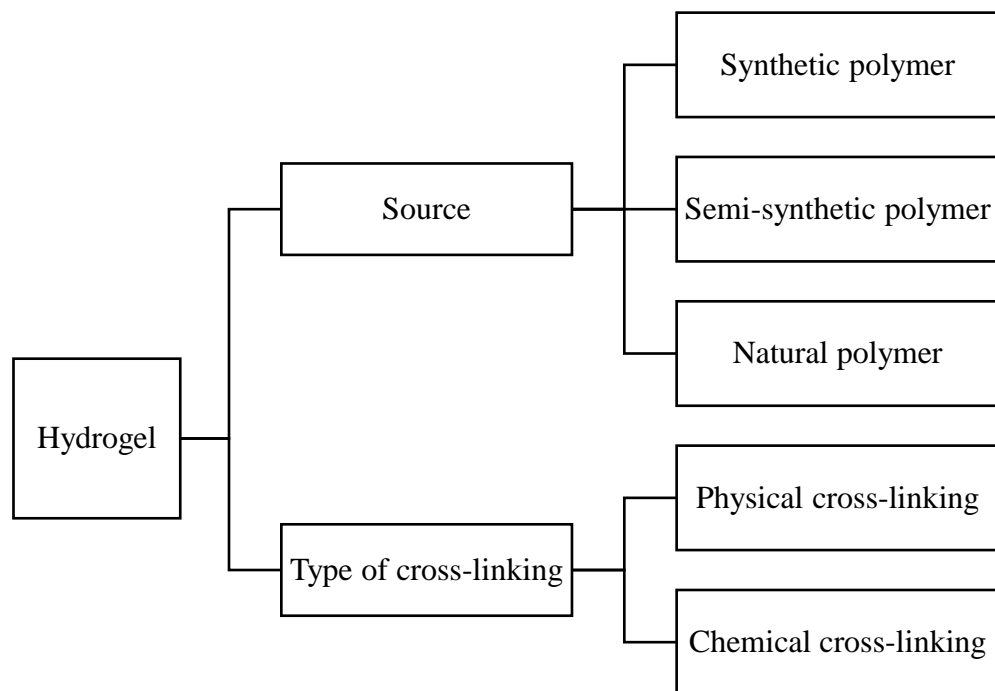 Hydrogel
Source
Synthetic polymer
Semi-synthetic polymer
Natural polymer
Type of cross-linking
Physical cross-linking
Chemical cross-linking